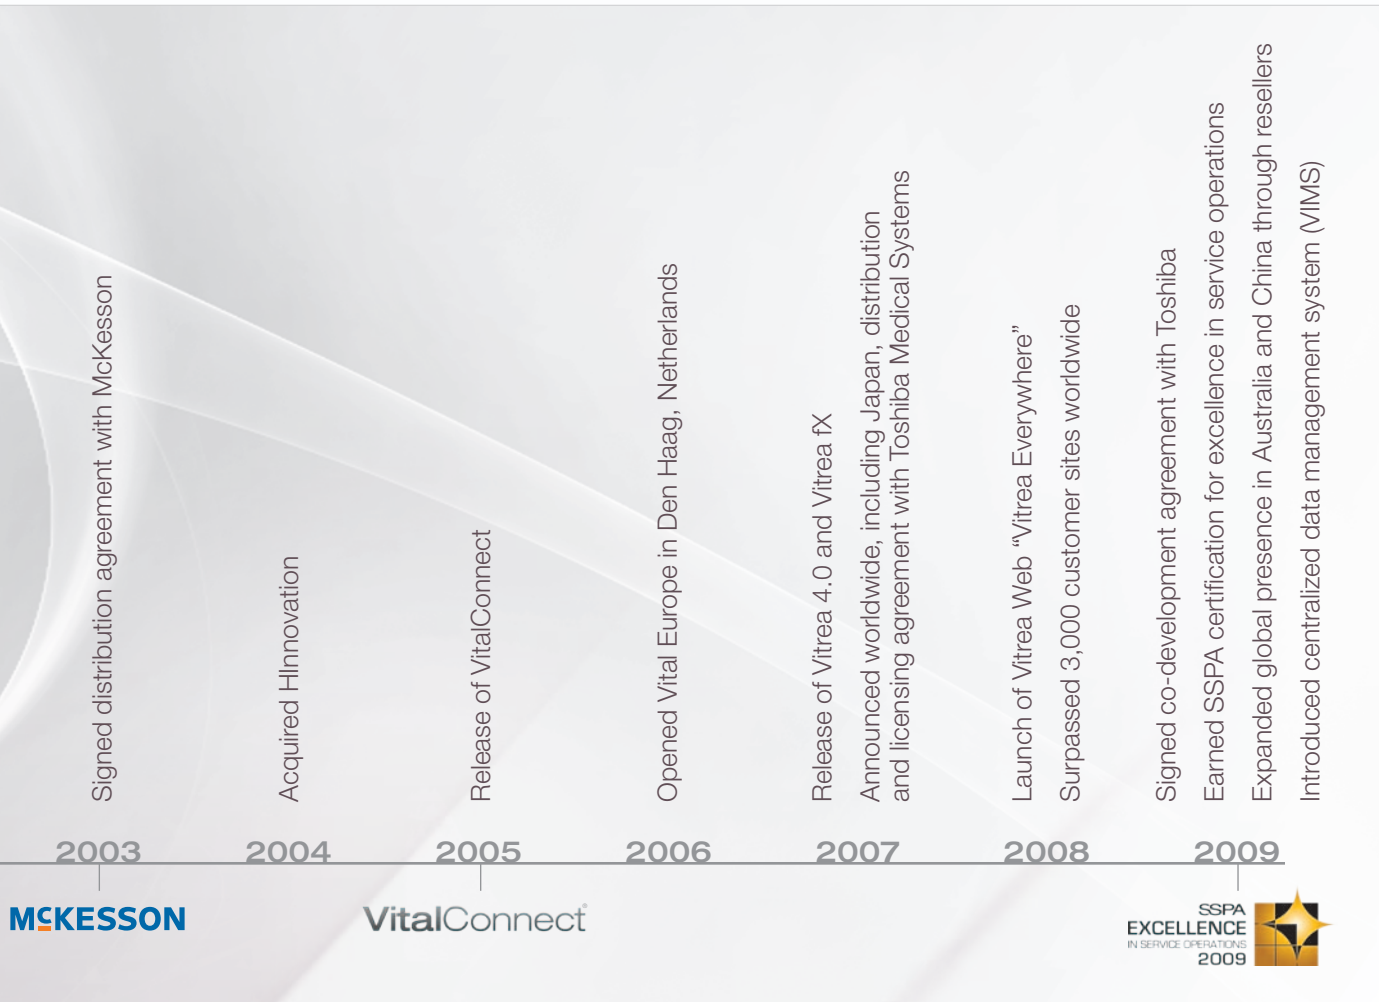 Signed distribution agreement with McKesson
Acquired HInnovation
Release of VitalConnect
Opened Vital Europe in Den Haag, Netherlands
Release of Vitrea 4.0 and Vitrea fX
Announced worldwide, including Japan, distribution
and licensing agreement with Toshiba Medical Systems
Launch of Vitrea Web “Vitrea Everywhere”
Surpassed 3,000 customer sites worldwide
Signed co-development agreement with Toshiba
Earned SSPA certification for excellence in service operations
Expanded global presence in Australia and China through resellers
Introduced centralized data management system (VIMS)
2003 2004 2005 2006 2007 2008 2009
McKESSON
VitalConnect®
SSPA
EXCELLENCE
IN SERVICE OPERATIONS
2009